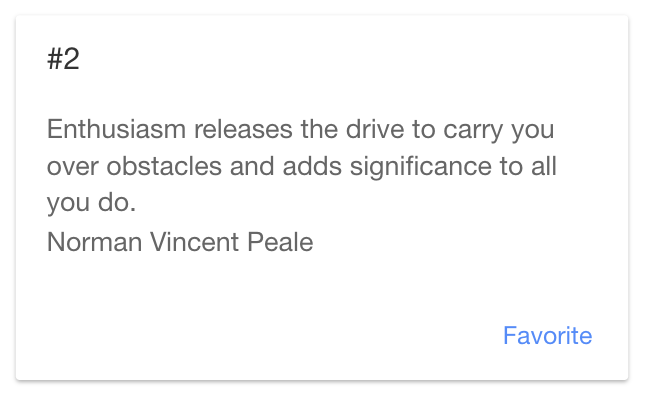 #2
Enthusiasm releases the drive to carry you
over obstacles and adds significance to all
you do.
Norman Vincent Peale
Favorite